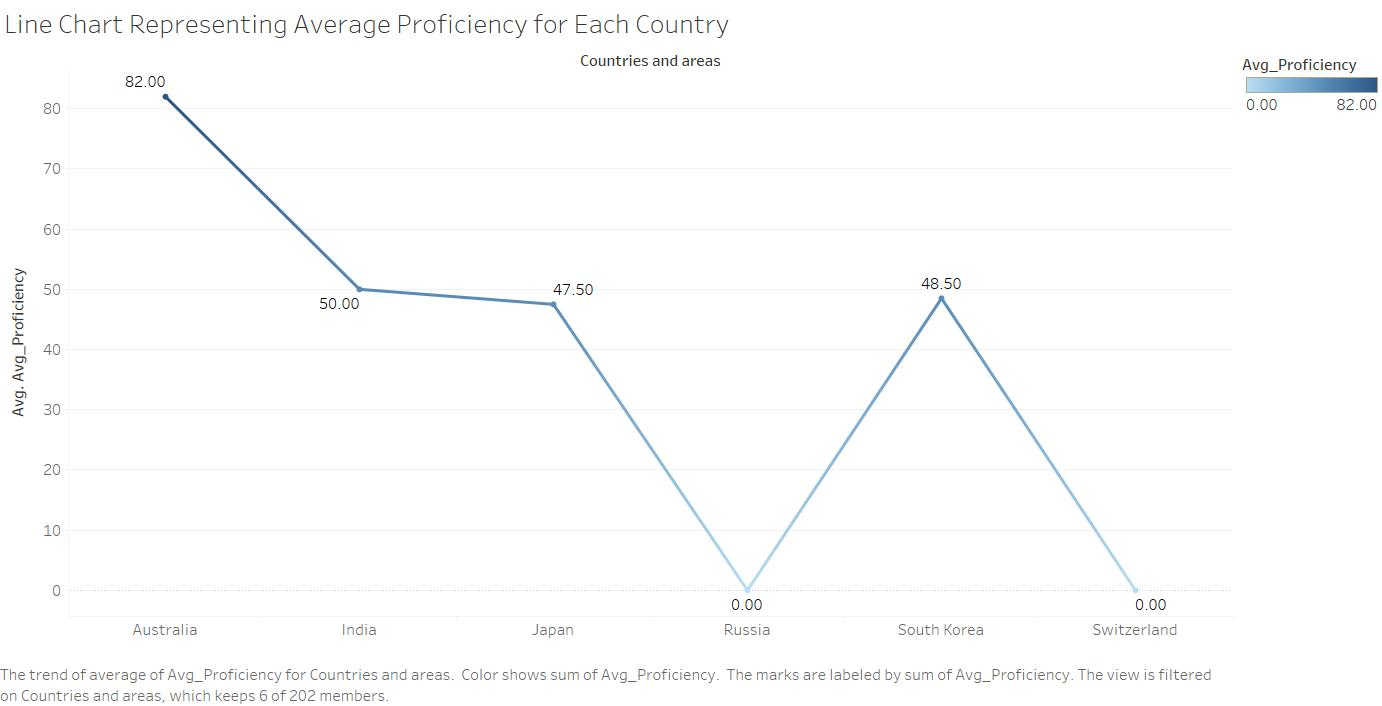 Line Chart Representing Average Proficiency for Each Country
Countries and areas
Avg_Proficiency
0.00 82.00
Avg. Avg_Proficiency
80
70
60
50
40
30
20
10
0
82.00
50.00
47.50
0.00
48.50
0.00
Australia India Japan Russia South Korea Switzerland
The trend of average of Avg_Proficiency for Countries and areas.  Color shows sum of Avg_Proficiency.  The marks are labeled by sum of Avg_Proficiency. The view is filtered
on Countries and areas, which keeps 6 of 202 members.